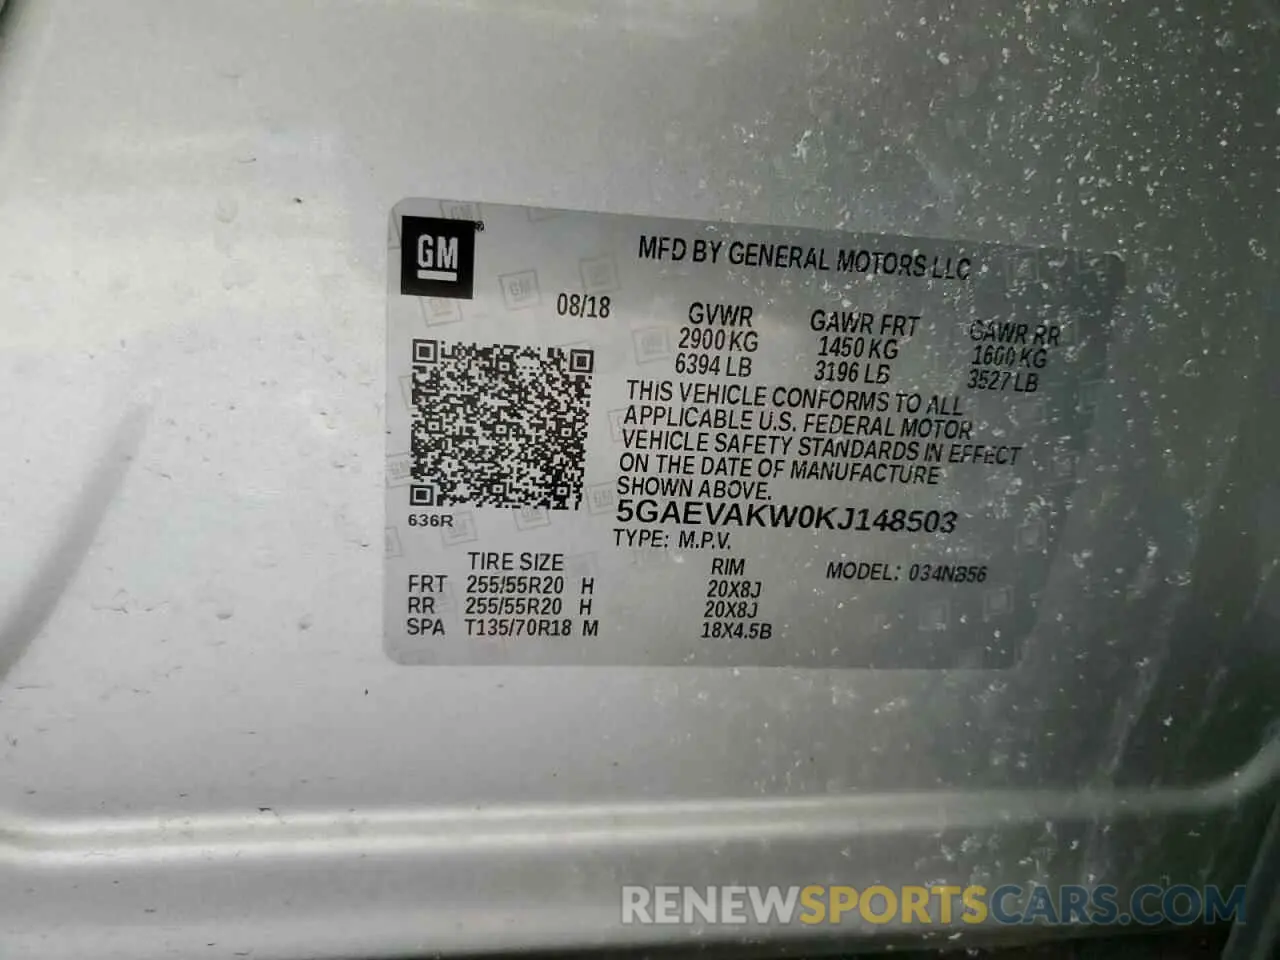 GM®
MFD BY GENERAL MOTORS LLC
08/18
GVWR GAWR FRT GAWR RR
2900 KG 1450 KG 1600 KG
6394 LB 3196 LB 3527 LB
THIS VEHICLE CONFORMS TO ALL
APPLICABLE U.S. FEDERAL MOTOR
VEHICLE SAFETY STANDARDS IN EFFECT
ON THE DATE OF MANUFACTURE
SHOWN ABOVE.
5GAEVAKW0KJ148503
636R
TYPE: M.P.V.
TIRE SIZE RIM MODEL: 034NB56
FRT 255/55R20 H 20X8J
RR 255/55R20 H 20X8J
SPA T135/70R18 M 18X4.5B
RENEWSPORTSCARS.COM